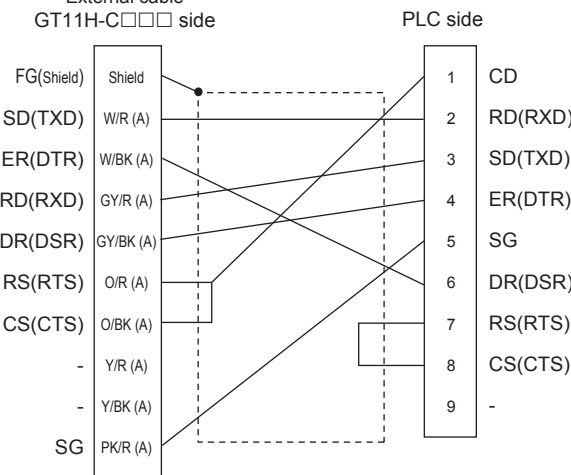 External cable
GT11H-C□□□ side PLC side
FG(Shield) Shield 1 CD
SD(TXD) W/R (A) 2 RD(RXD)
ER(DTR) W/BK (A) 3 SD(TXD)
RD(RXD) GY/R (A) 4 ER(DTR)
DR(DSR) GY/BK (A) 5 SG
RS(RTS) O/R (A) 6 DR(DSR)
CS(CTS) O/BK (A) 7 RS(RTS)
- Y/R (A) 8 CS(CTS)
- Y/BK (A) 9 -
SG PK/R (A)